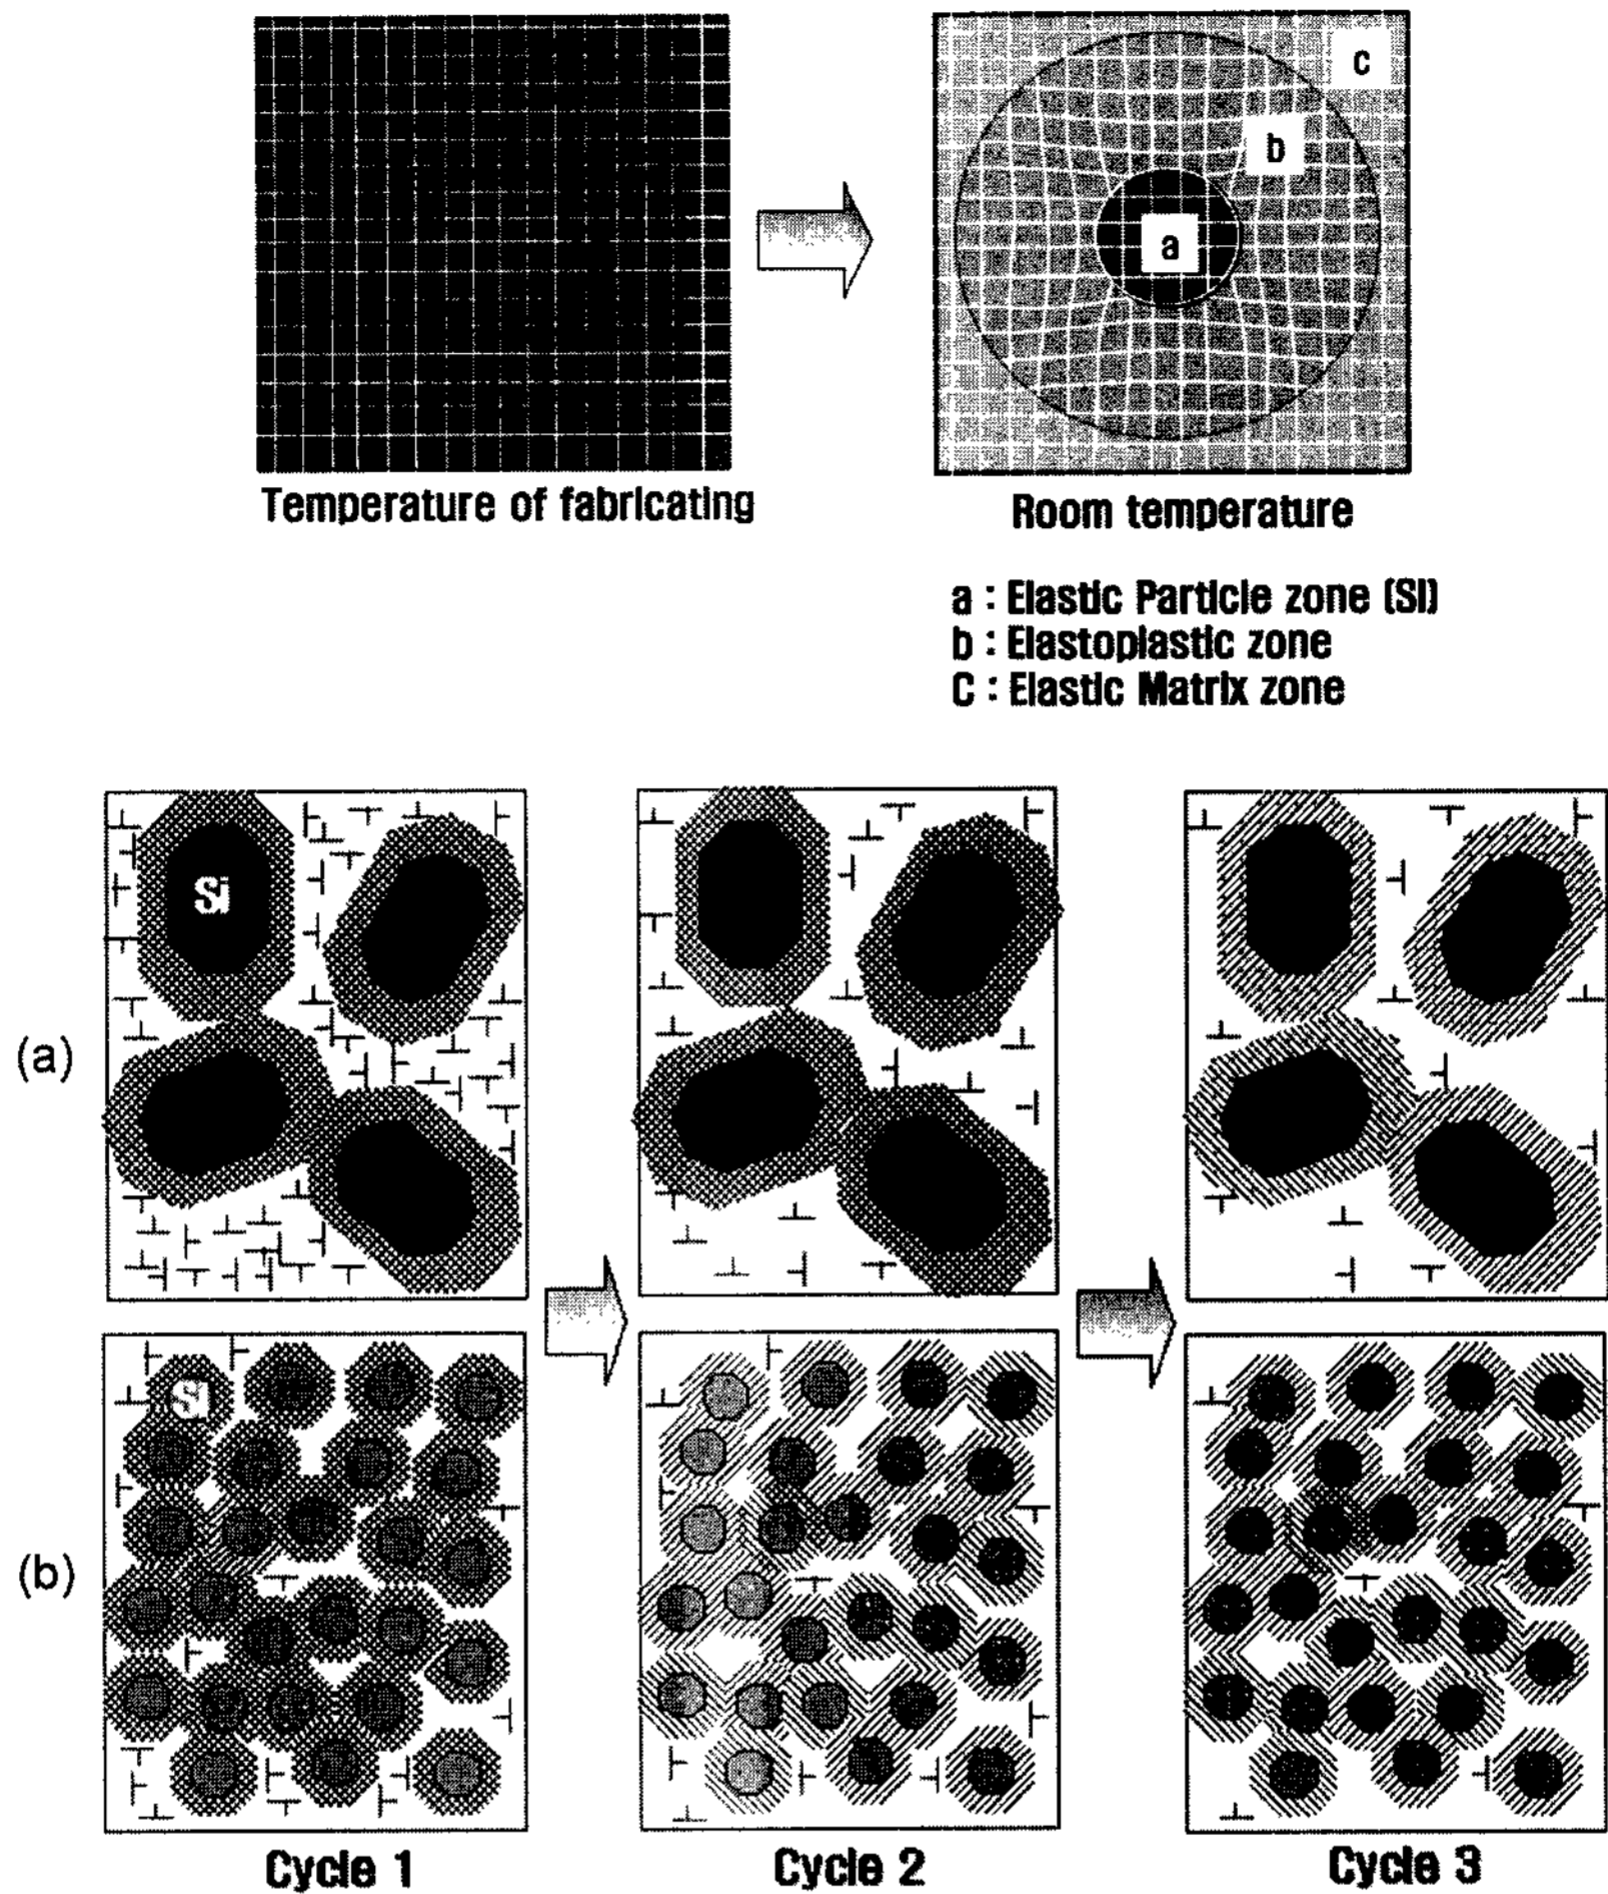 c
b
a
Temperature of fabricating
Room temperature
a : Elastic Particle zone (Si)
b : Elastoplastic zone
C : Elastic Matrix zone
Si
(a)
Si
(b)
Cycle 1
Cycle 2
Cycle 3